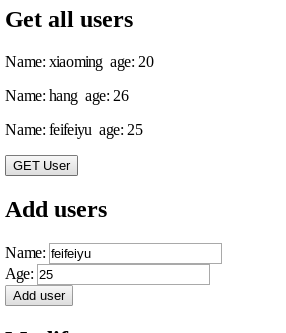 Get all users
Name: xiaoming  age: 20
Name: hang  age: 26
Name: feifeiyu  age: 25
GET User
Add users
Name: feifeiyu
Age: 25
Add user